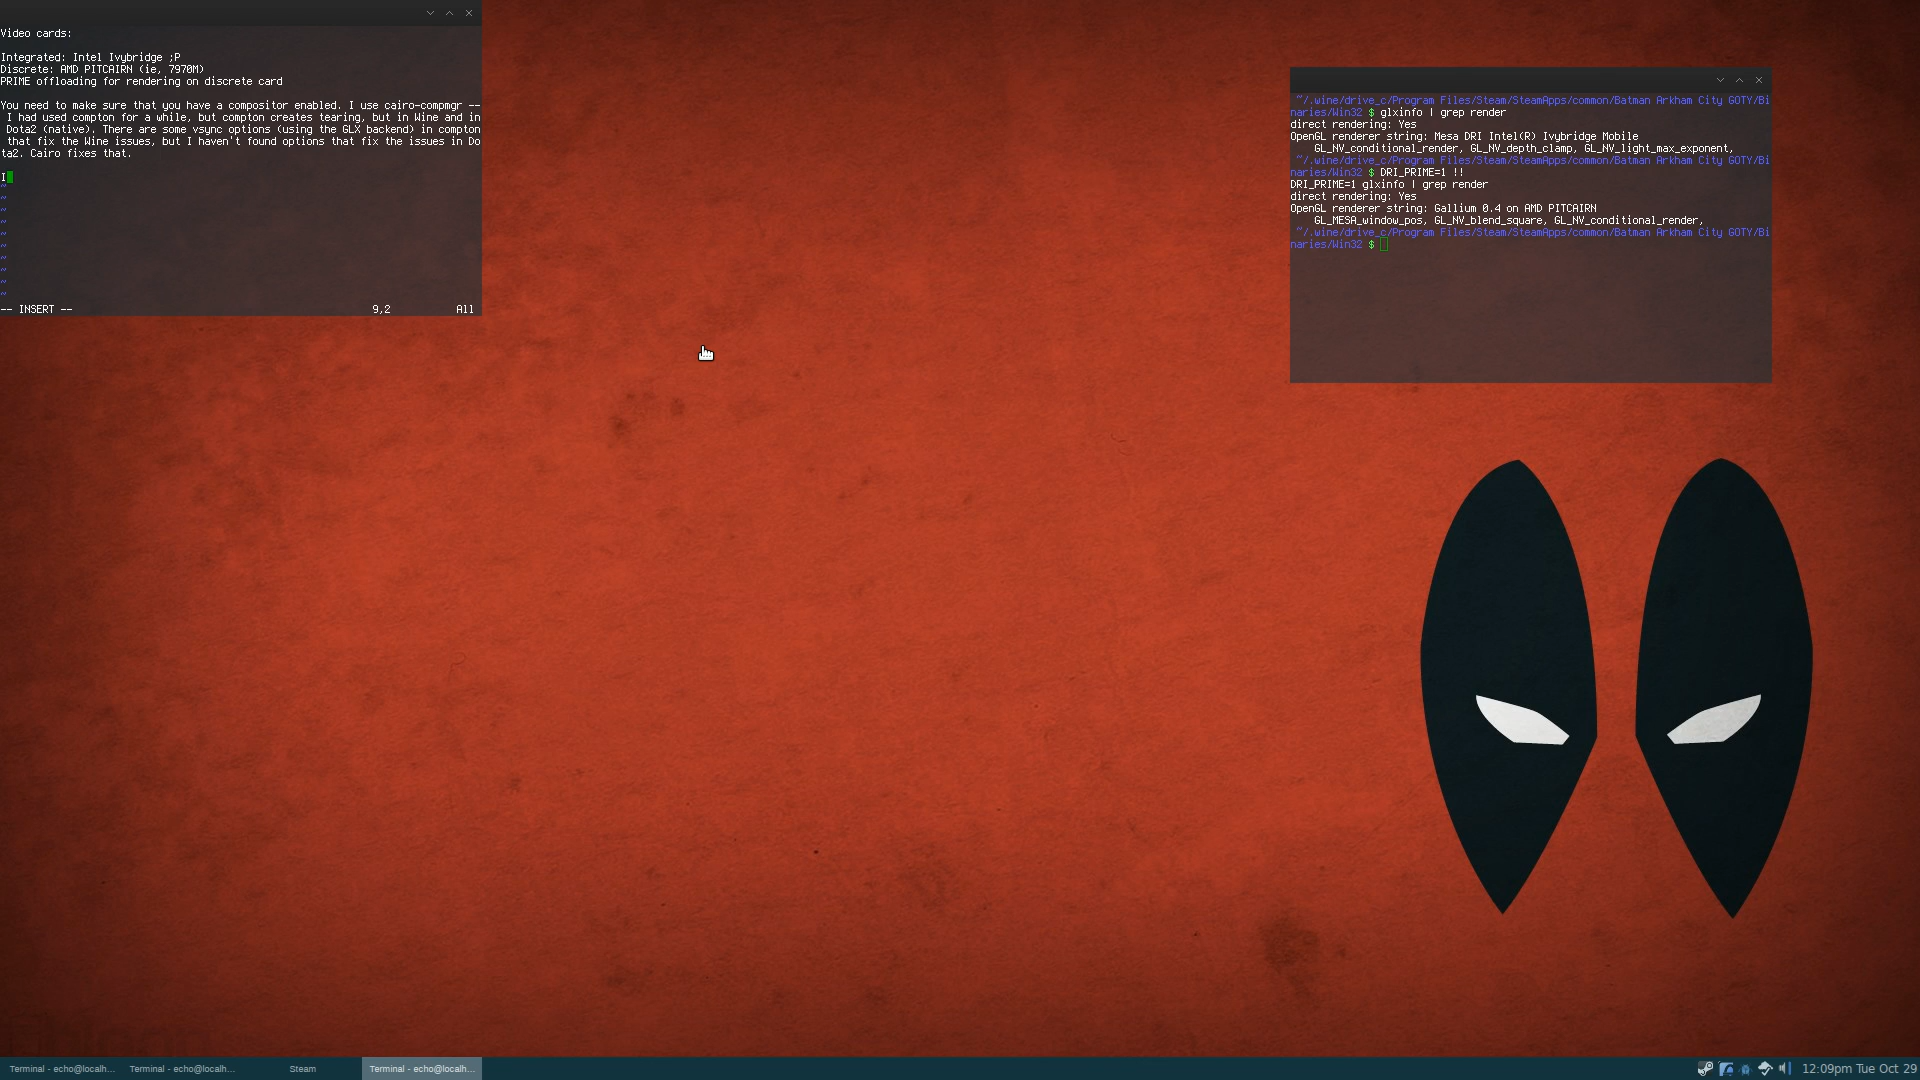 Video cards:
Integrated: Intel Ivybridge ;P
Discrete: AMD PITCAIRN (ie, 7970M)
PRIME offloading for rendering on discrete card
You need to make sure that you have a compositor enabled. I use cairo-compmgr --
I had used compton for a while, but compton creates tearing, but in Wine and in
Dota2 (native). There are some vsync options (using the GLX backend) in compton
that fix the Wine issues, but I haven't found options that fix the issues in Do
ta2. Cairo fixes that.
I
~
~
~
~
~
~
~
~
~
~
-- INSERT -- 9,2 All
~/.wine/drive_c/Program Files/Steam/SteamApps/common/Batman Arkham City GOTY/Bi
naries/Win32 $ glxinfo | grep render
direct rendering: Yes
OpenGL renderer string: Mesa DRI Intel(R) Ivybridge Mobile
GL_NV_conditional_render, GL_NV_depth_clamp, GL_NV_light_max_exponent,
~/.wine/drive_c/Program Files/Steam/SteamApps/common/Batman Arkham City GOTY/Bi
naries/Win32 $ DRI_PRIME=1 !!
DRI_PRIME=1 glxinfo | grep render
direct rendering: Yes
OpenGL renderer string: Gallium 0.4 on AMD PITCAIRN
GL_MESA_window_pos, GL_NV_blend_square, GL_NV_conditional_render,
~/.wine/drive_c/Program Files/Steam/SteamApps/common/Batman Arkham City GOTY/Bi
naries/Win32 $
Terminal - echo@localh... Terminal - echo@localh... Steam Terminal - echo@localh... 12:09pm Tue Oct 29